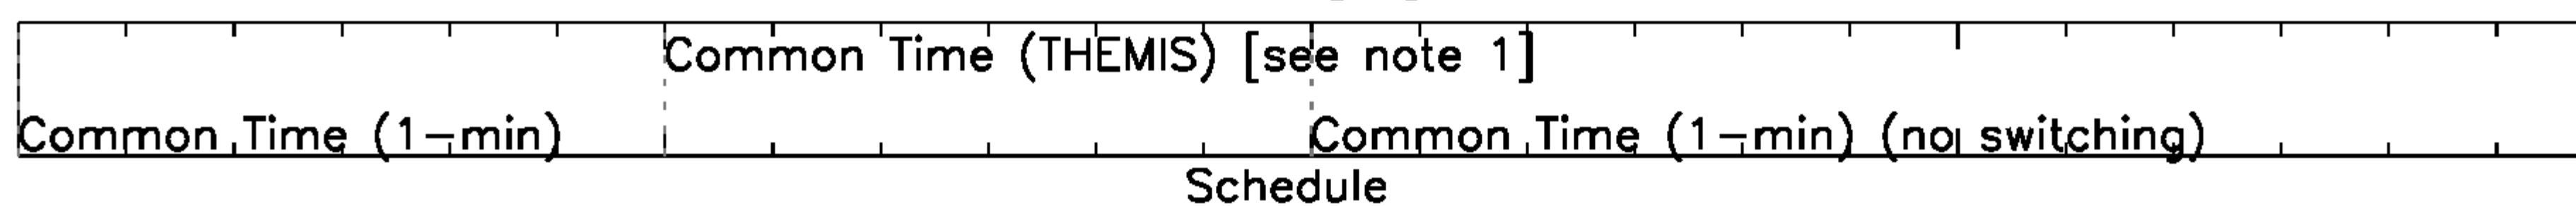 Common Time (THEMIS) [see note 1]
Common Time (1-min)
Common Time (1-min) (no switching)
Schedule